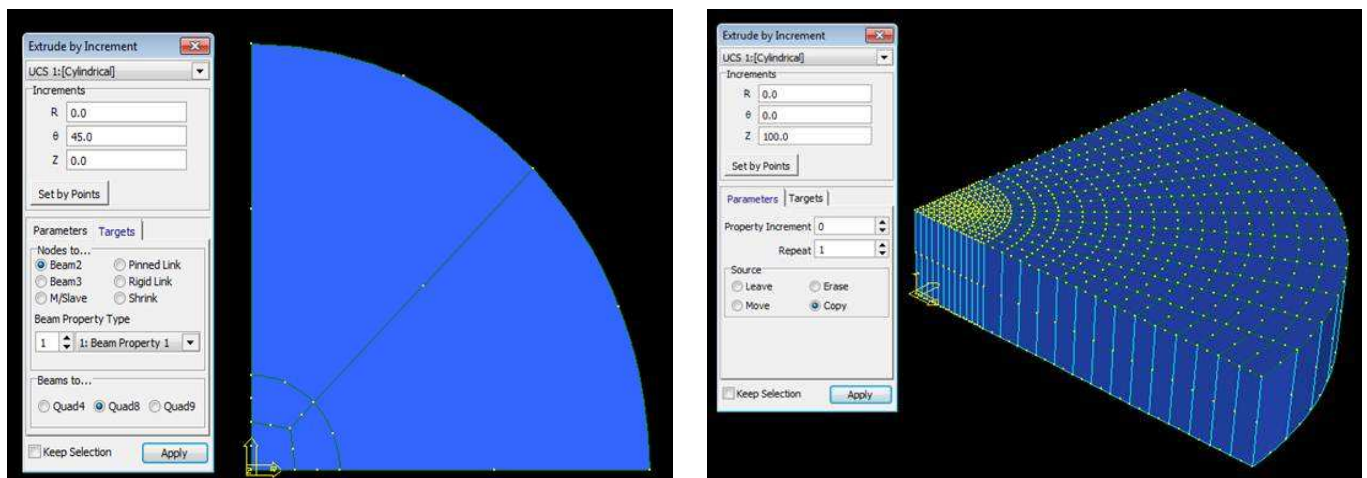 Extrude by Increment
UCS 1:[Cylindrical]
Increments
R 0.0
θ 45.0
Z 0.0
Set by Points
Parameters Targets
Nodes to...
Beam2 Pinned Link
Beam3 Rigid Link
M/Slave Shrink
Beam Property Type
1 1: Beam Property 1
Beams to...
Quad4 Quad8 Quad9
Keep Selection Apply
Extrude by Increment
UCS 1:[Cylindrical]
Increments
R 0.0
θ 0.0
Z 100.0
Set by Points
Parameters Targets
Property Increment 0
Repeat 1
Source
Leave Erase
Move Copy
Keep Selection Apply